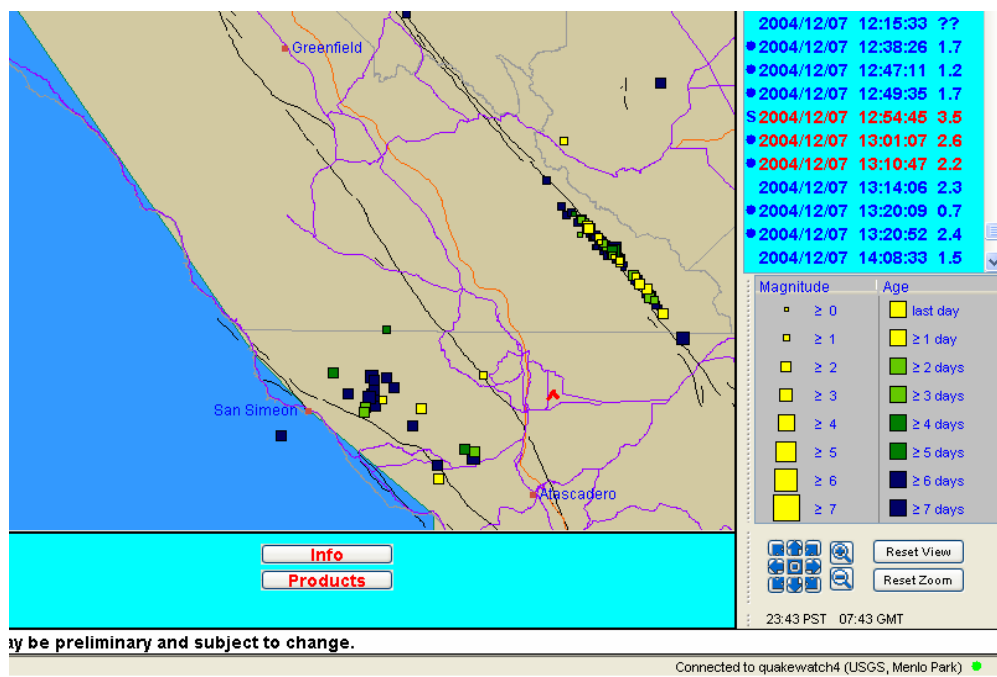 Greenfield
San Simeon
Atascadero
Info
Products
ay be preliminary and subject to change.
2004/12/07 12:15:33 ??
2004/12/07 12:38:26 1.7
2004/12/07 12:47:11 1.2
2004/12/07 12:49:35 1.7
S 2004/12/07 12:54:45 3.5
2004/12/07 13:01:07 2.6
2004/12/07 13:10:47 2.2
2004/12/07 13:14:06 2.3
2004/12/07 13:20:09 0.7
2004/12/07 13:20:52 2.4
2004/12/07 14:08:33 1.5
Magnitude Age
≥ 0 last day
≥ 1 ≥ 1 day
≥ 2 ≥ 2 days
≥ 3 ≥ 3 days
≥ 4 ≥ 4 days
≥ 5 ≥ 5 days
≥ 6 ≥ 6 days
≥ 7 ≥ 7 days
Reset View
Reset Zoom
23:43 PST 07:43 GMT
Connected to quakewatch4 (USGS, Menlo Park)